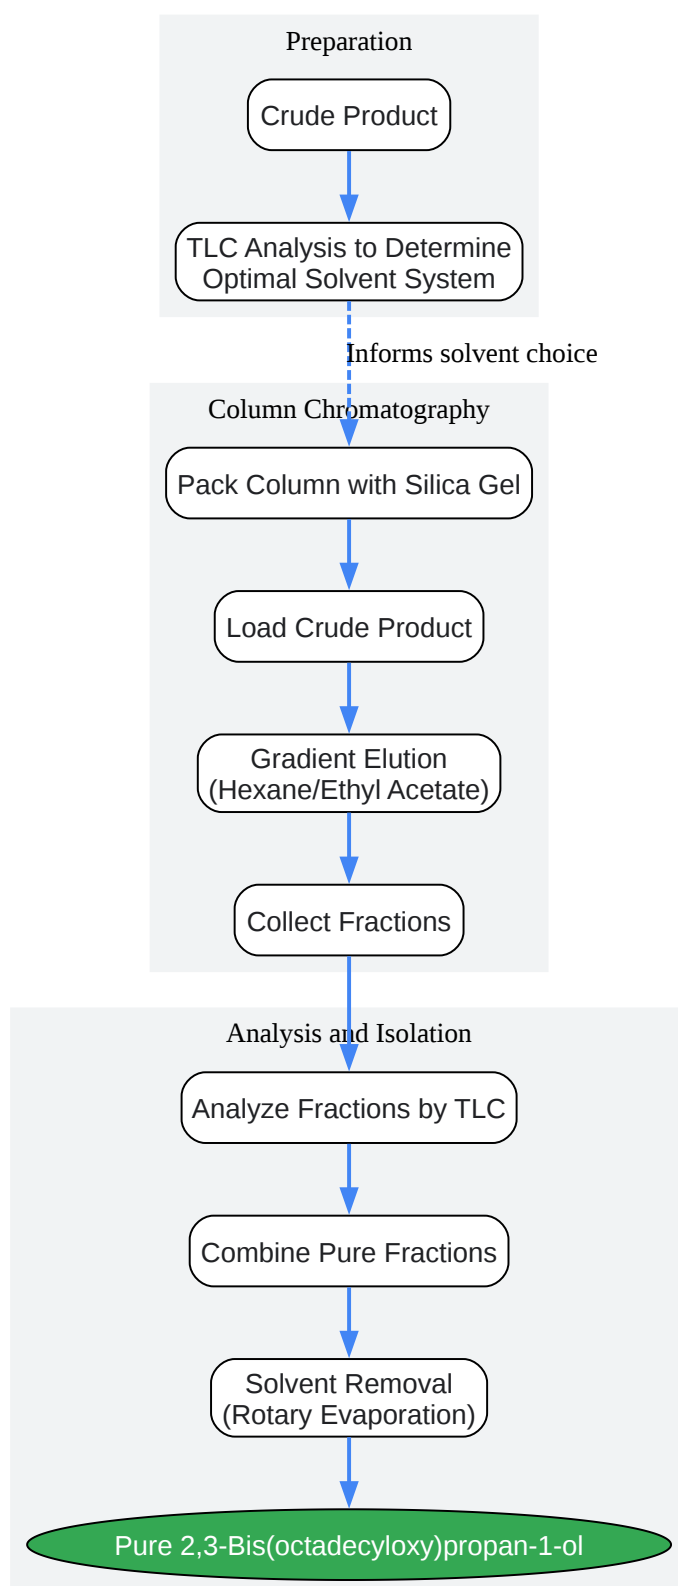 Preparation
Crude Product
TLC Analysis to Determine
Optimal Solvent System
Informs solvent choice
Column Chromatography
Pack Column with Silica Gel
Load Crude Product
Gradient Elution
(Hexane/Ethyl Acetate)
Collect Fractions
Analysis and Isolation
Analyze Fractions by TLC
Combine Pure Fractions
Solvent Removal
(Rotary Evaporation)
Pure 2,3-Bis(octadecyloxy)propan-1-ol